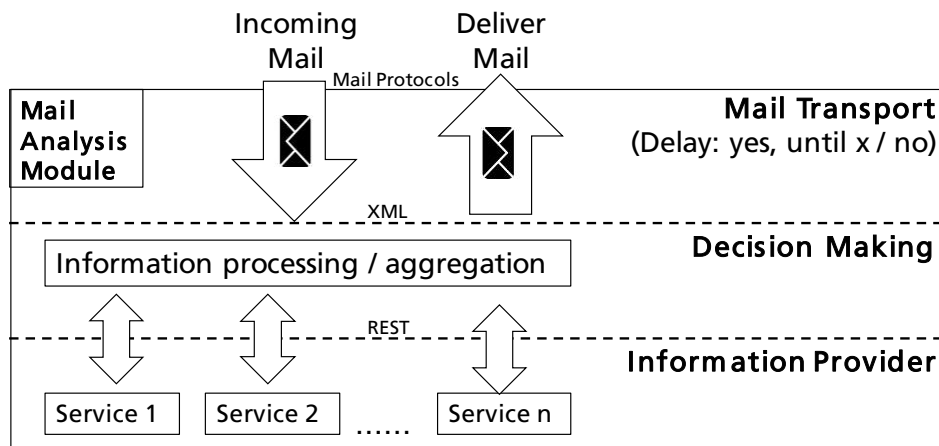 Incoming
Mail
Deliver
Mail
Mail Protocols
Mail
Analysis
Module
Mail Transport
(Delay: yes, until x / no)
XML
Decision Making
Information processing / aggregation
REST
Information Provider
Service 1
Service 2
......
Service n